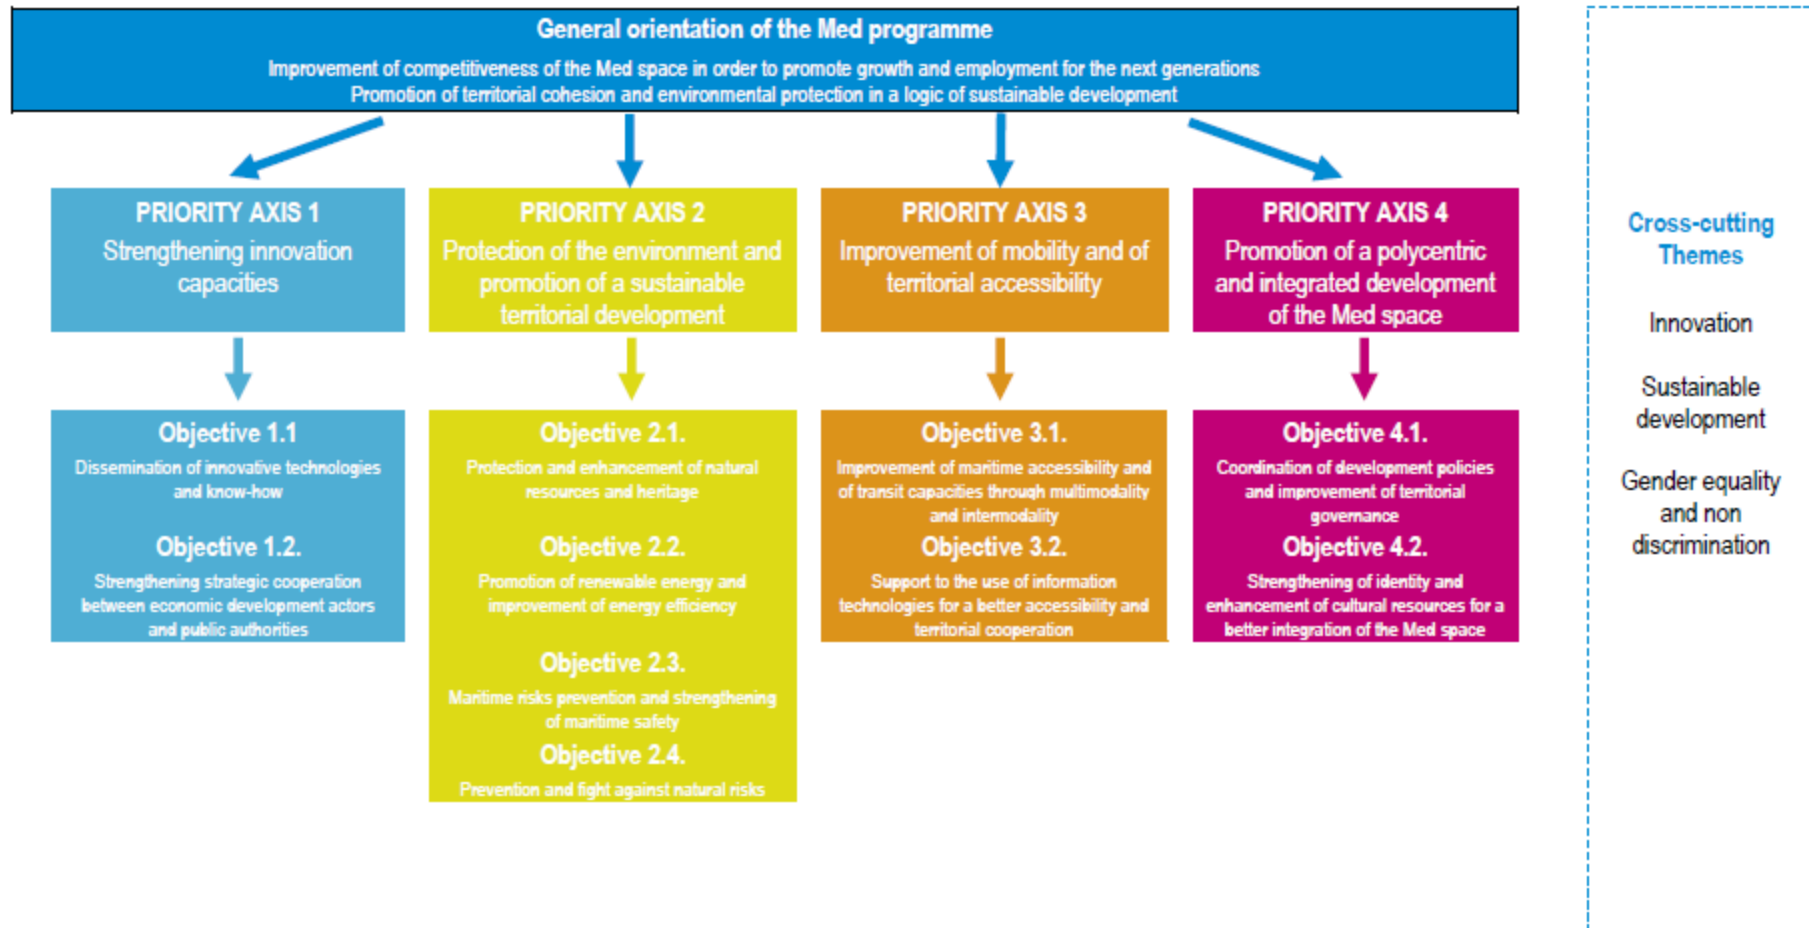 General orientation of the Med programme
Improvement of competitiveness of the Med space in order to promote growth and employment for the next generations
Promotion of territorial cohesion and environmental protection in a logic of sustainable development
PRIORITY AXIS 1
Strengthening innovation
capacities
PRIORITY AXIS 2
Protection of the environment and
promotion of a sustainable
territorial development
PRIORITY AXIS 3
Improvement of mobility and of
territorial accessibility
PRIORITY AXIS 4
Promotion of a polycentric
and integrated development
of the Med space
Objective 1.1
Dissemination of innovative technologies
and know-how
Objective 1.2.
Strengthening strategic cooperation
between economic development actors
and public authorities
Objective 2.1.
Protection and enhancement of natural
resources and heritage
Objective 2.2.
Promotion of renewable energy and
improvement of energy efficiency
Objective 2.3.
Maritime risks prevention and strengthening
of maritime safety
Objective 2.4.
Prevention and fight against natural risks
Objective 3.1.
Improvement of maritime accessibility and
of transit capacities through multimodality
and intermodality
Objective 3.2.
Support to the use of information
technologies for a better accessibility and
territorial cooperation
Objective 4.1.
Coordination of development policies
and improvement of territorial
governance
Objective 4.2.
Strengthening of identity and
enhancement of cultural resources for a
better integration of the Med space
Cross-cutting
Themes
Innovation
Sustainable
development
Gender equality
and non
discrimination